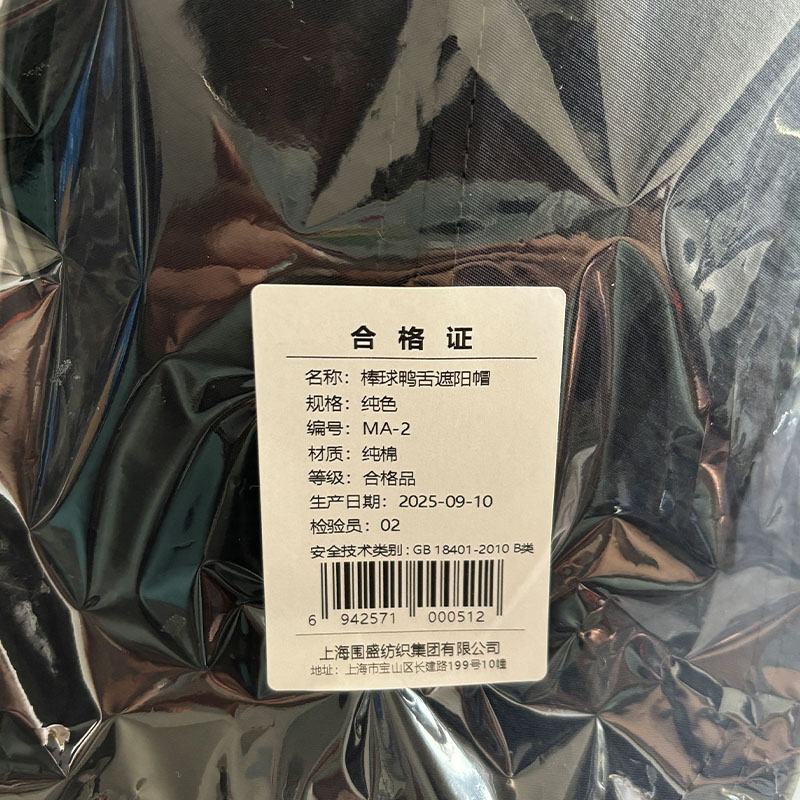 合格证
名称：棒球鸭舌遮阳帽
规格：纯色
编号：MA-2
材质：纯棉
等级：合格品
生产日期：2025-09-10
检验员：02
安全技术类别：GB 18401-2010 B类
6 942571 000512
上海围盛纺织集团有限公司
地址：上海市宝山区长建路199号10幢